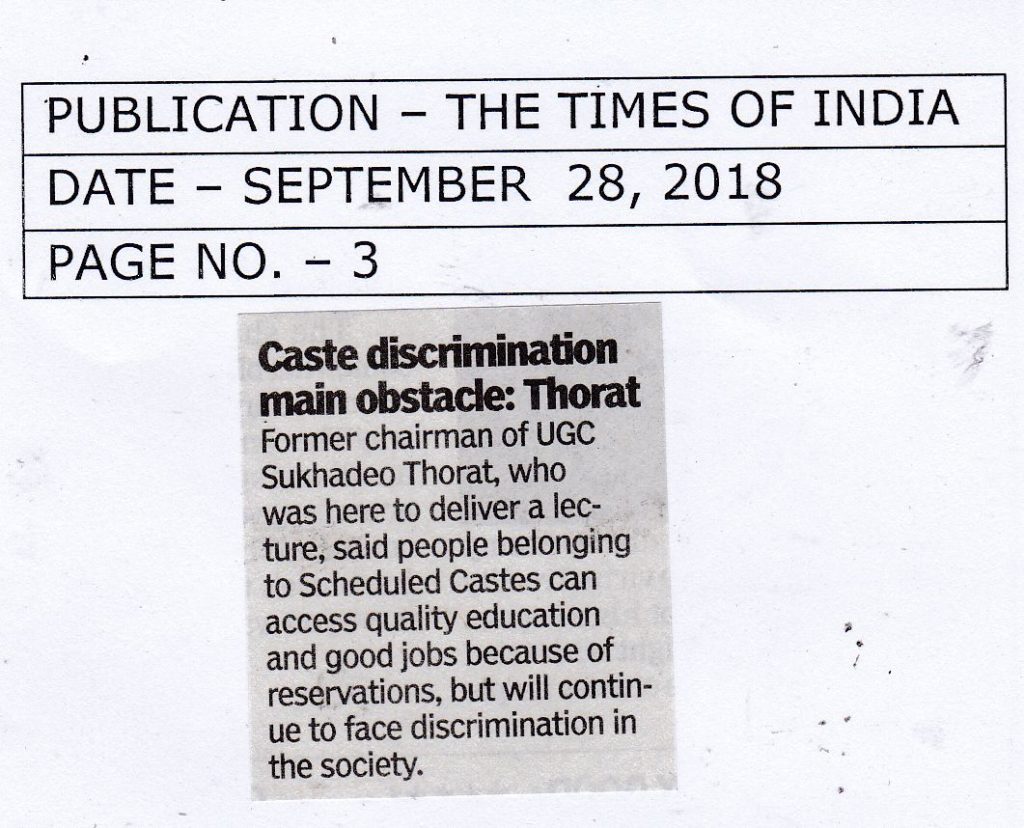 PUBLICATION – THE TIMES OF INDIA
DATE – SEPTEMBER 28, 2018
PAGE NO. – 3
Caste discrimination
main obstacle: Thorat
Former chairman of UGC
Sukhadeo Thorat, who
was here to deliver a lec-
ture, said people belonging
to Scheduled Castes can
access quality education
and good jobs because of
reservations, but will contin-
ue to face discrimination in
the society.